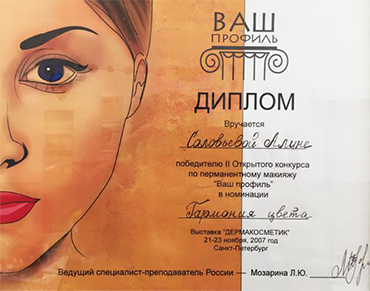 ВАШ
ПРОФИЛЬ
ДИПЛОМ
Вручается
Соловьевой Алине
победителю II Открытого конкурса
по перманентному макияжу
"Ваш профиль"
в номинации
Гармония цвета
Выставка "ДЕРМАКОСМЕТИК"
21-23 ноября, 2007 год
Санкт-Петербург
Ведущий специалист-преподаватель России — Мозарина Л.Ю.